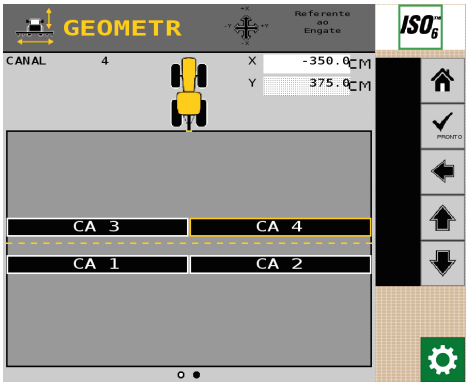 GEOMETR
+X
-Y
+Y
-X
Referente
ao
Engate
ISO6
CANAL 4
X -350.0 CM
Y 375.0 CM
PRONTO
CA 3 CA 4
CA 1 CA 2